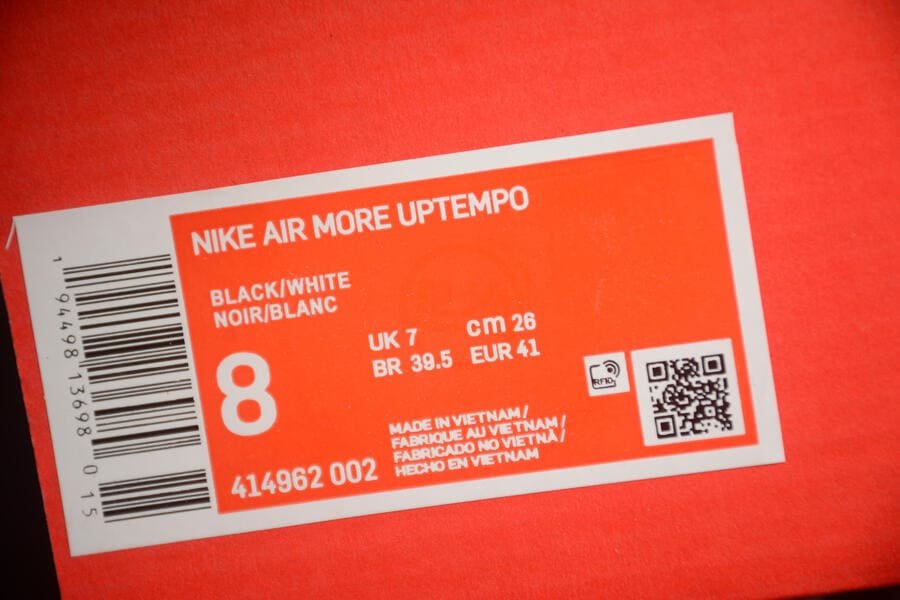 NIKE AIR MORE UPTEMPO
BLACK/WHITE
NOIR/BLANC
8
UK 7 cm 26
BR 39.5 EUR 41
RFID
MADE IN VIETNAM /
FABRIQUE AU VIETNAM /
FABRICADO NO VIETNÃ /
HECHO EN VIETNAM
414962 002
1 94498 13698 0 15